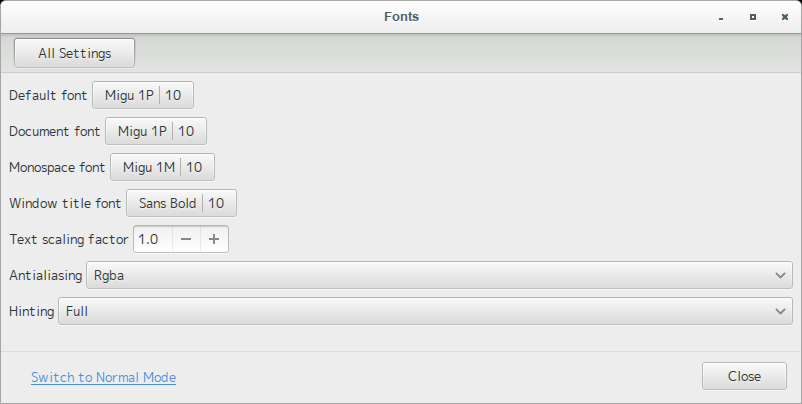 Fonts
All Settings
Default font Migu 1P 10
Document font Migu 1P 10
Monospace font Migu 1M 10
Window title font Sans Bold 10
Text scaling factor 1.0 − +
Antialiasing Rgba
Hinting Full
Switch to Normal Mode Close